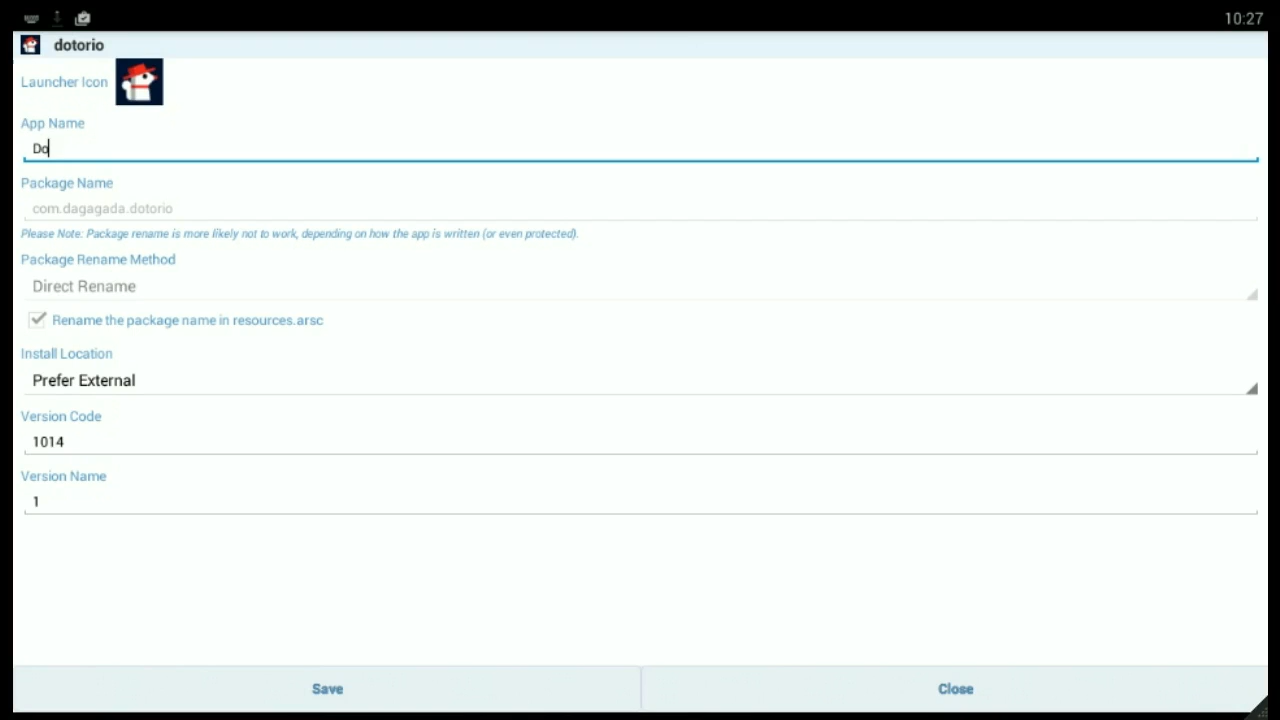 10:27
dotorio
Launcher Icon
App Name
Do
Package Name
com.dagagada.dotorio
Please Note: Package rename is more likely not to work, depending on how the app is written (or even protected).
Package Rename Method
Direct Rename
Rename the package name in resources.arsc
Install Location
Prefer External
Version Code
1014
Version Name
1
Save
Close